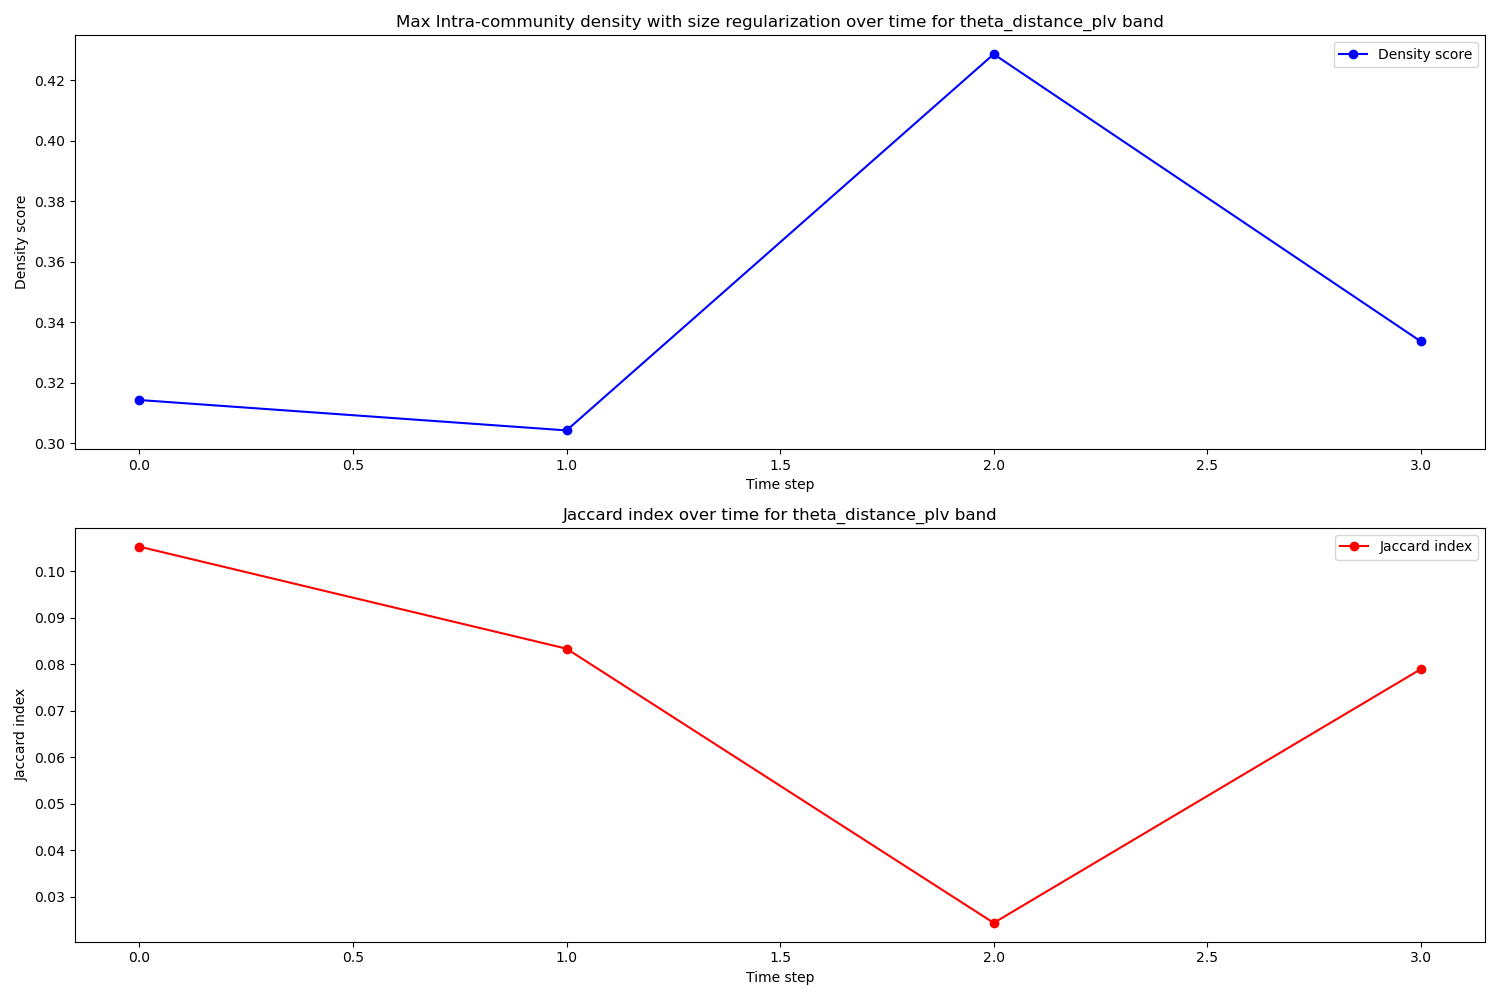 Max Intra-community density with size regularization over time for theta_distance_plv band
Density score
0.42
0.40
0.38
0.36
0.34
0.32
0.30
Density score
0.0 0.5 1.0 1.5 2.0 2.5 3.0
Time step
Jaccard index over time for theta_distance_plv band
Jaccard index
0.10
0.09
0.08
0.07
0.06
0.05
0.04
0.03
Jaccard index
0.0 0.5 1.0 1.5 2.0 2.5 3.0
Time step